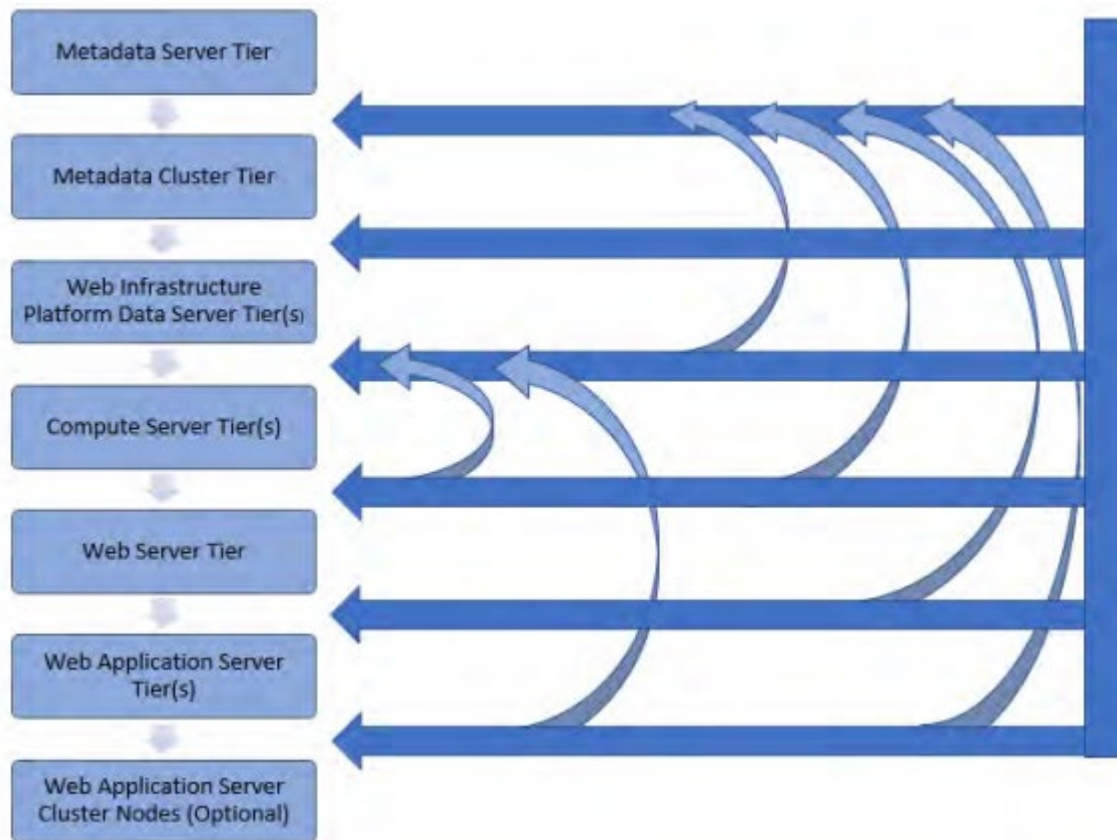 Metadata Server Tier
Metadata Cluster Tier
Web Infrastructure
Platform Data Server Tier(s)
Compute Server Tier(s)
Web Server Tier
Web Application Server
Tier(s)
Web Application Server
Cluster Nodes (Optional)